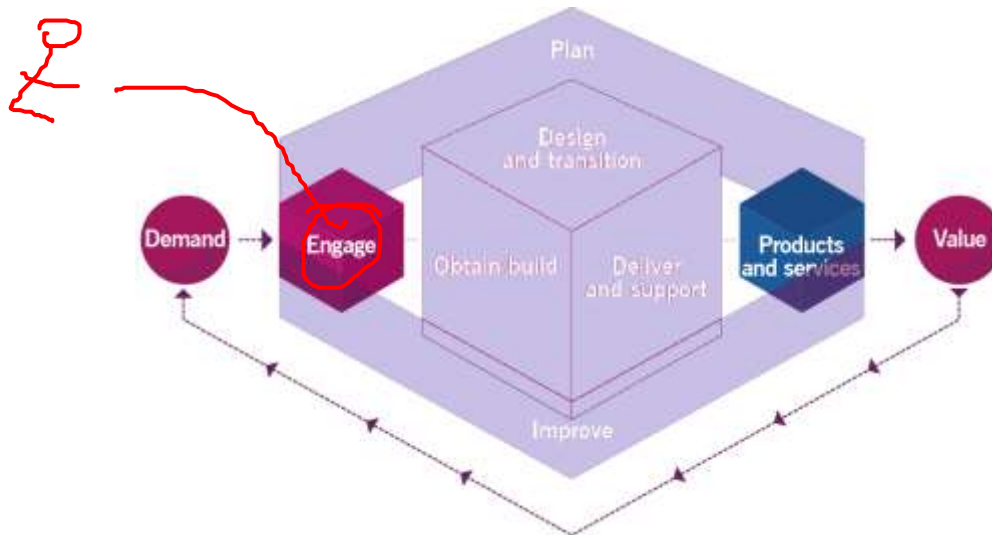 Plan
Design
and transition
Demand
Engage
Obtain build
Deliver
and support
Products
and services
Value
Improve